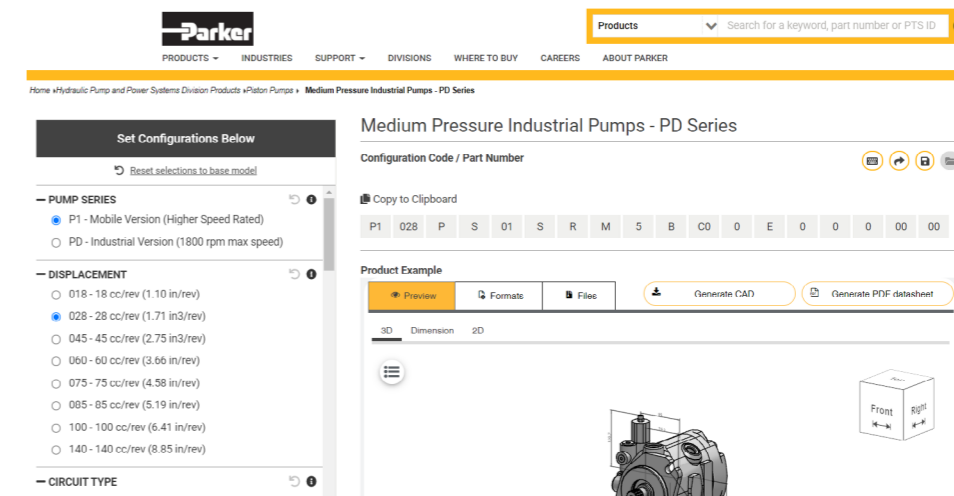 Parker
Products Search for a keyword, part number or PTS ID
PRODUCTS INDUSTRIES SUPPORT DIVISIONS WHERE TO BUY CAREERS ABOUT PARKER
Home »Hydraulic Pump and Power Systems Division Products »Piston Pumps » Medium Pressure Industrial Pumps - PD Series
Set Configurations Below
Reset selections to base model
PUMP SERIES
P1 - Mobile Version (Higher Speed Rated)
PD - Industrial Version (1800 rpm max speed)
DISPLACEMENT
018 - 18 cc/rev (1.10 in/rev)
028 - 28 cc/rev (1.71 in3/rev)
045 - 45 cc/rev (2.75 in3/rev)
060 - 60 cc/rev (3.66 in/rev)
075 - 75 cc/rev (4.58 in/rev)
085 - 85 cc/rev (5.19 in/rev)
100 - 100 cc/rev (6.41 in/rev)
140 - 140 cc/rev (8.85 in/rev)
CIRCUIT TYPE
Medium Pressure Industrial Pumps - PD Series
Configuration Code / Part Number
Copy to Clipboard
P1 028 P S 01 S R M 5 B C0 0 E 0 0 0 00 00
Product Example
Preview Formats Files Generate CAD Generate PDF datasheet
3D Dimension 2D
Front Right